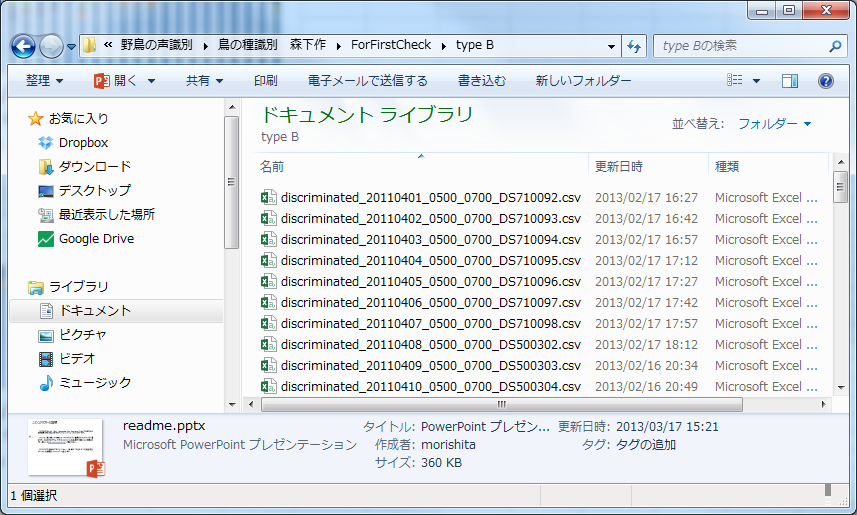 « 野鳥の声識別 ▸ 鳥の種識別 森下作 ▸ ForFirstCheck ▸ type B
type Bの検索
整理 開く 共有 印刷 電子メールで送信する 書き込む 新しいフォルダー
お気に入り
Dropbox
ダウンロード
デスクトップ
最近表示した場所
Google Drive
ライブラリ
ドキュメント
ピクチャ
ビデオ
ミュージック
ドキュメント ライブラリ
type B
並べ替え: フォルダー
名前 更新日時 種類
discriminated_20110401_0500_0700_DS710092.csv 2013/02/17 16:27 Microsoft Excel ...
discriminated_20110402_0500_0700_DS710093.csv 2013/02/17 16:42 Microsoft Excel ...
discriminated_20110403_0500_0700_DS710094.csv 2013/02/17 16:57 Microsoft Excel ...
discriminated_20110404_0500_0700_DS710095.csv 2013/02/17 17:12 Microsoft Excel ...
discriminated_20110405_0500_0700_DS710096.csv 2013/02/17 17:27 Microsoft Excel ...
discriminated_20110406_0500_0700_DS710097.csv 2013/02/17 17:42 Microsoft Excel ...
discriminated_20110407_0500_0700_DS710098.csv 2013/02/17 17:57 Microsoft Excel ...
discriminated_20110408_0500_0700_DS500302.csv 2013/02/17 18:12 Microsoft Excel ...
discriminated_20110409_0500_0700_DS500303.csv 2013/02/16 20:34 Microsoft Excel ...
discriminated_20110410_0500_0700_DS500304.csv 2013/02/16 20:49 Microsoft Excel ...
readme.pptx タイトル: PowerPoint プレゼン... 更新日時: 2013/03/17 15:21
Microsoft PowerPoint プレゼンテーション 作成者: morishita タグ: タグの追加
サイズ: 360 KB
1 個選択